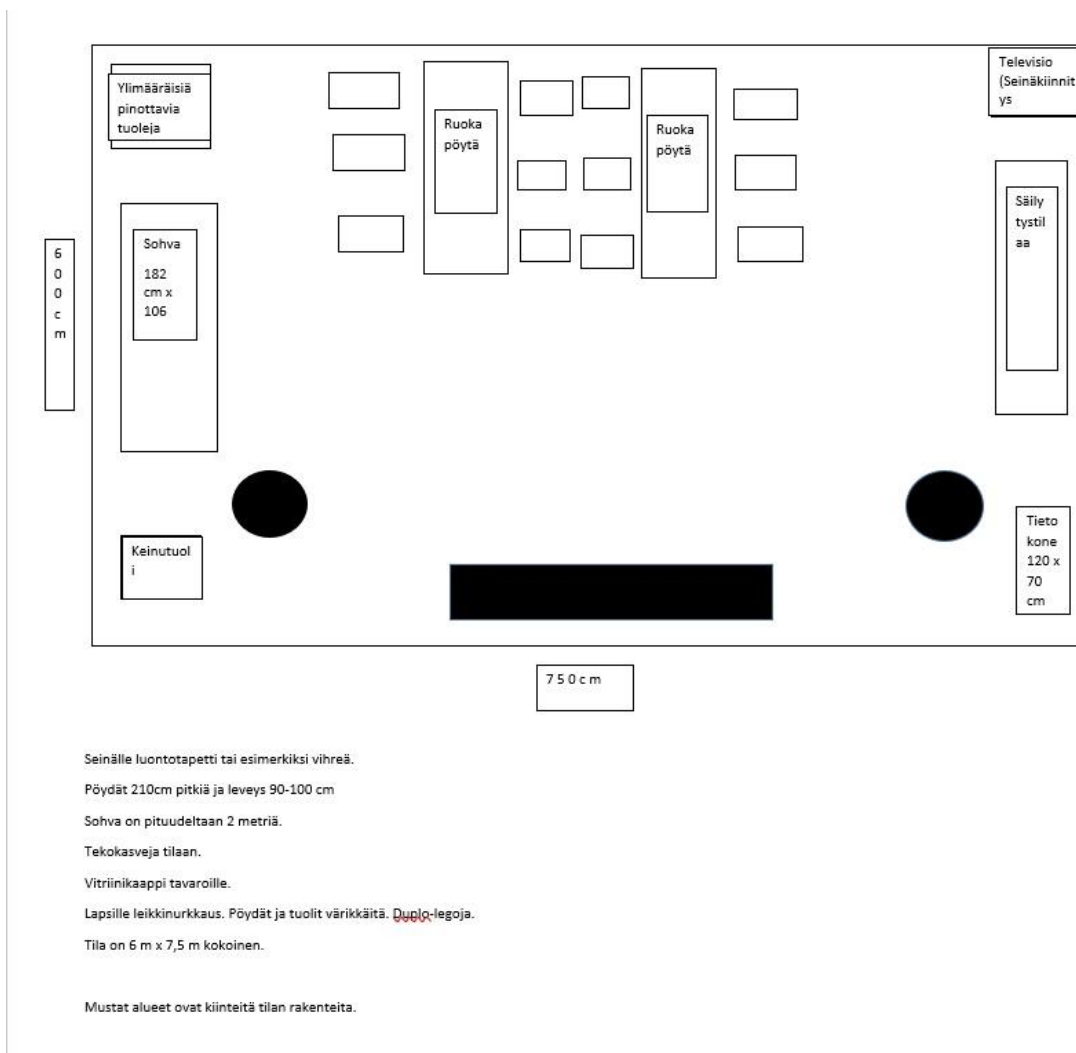 Ylimääräisiä
pinottavia
tuoleja
Ruoka
pöytä
Ruoka
pöytä
Televisio
(Seinäkiinnit
ys
Sohva
182
cm x
106
Säily
tystil
aa
6
0
0
c
m
Keinutuol
i
Tieto
kone
120 x
70
cm
7 5 0 c m
Seinälle luontotapetti tai esimerkiksi vihreä.
Pöydät 210cm pitkiä ja leveys 90-100 cm
Sohva on pituudeltaan 2 metriä.
Tekokasveja tilaan.
Vitriinikaappi tavaroille.
Lapsille leikkinurkkaus. Pöydät ja tuolit värikkäitä. Duplo-legoja.
Tila on 6 m x 7,5 m kokoinen.
Mustat alueet ovat kiinteitä tilan rakenteita.